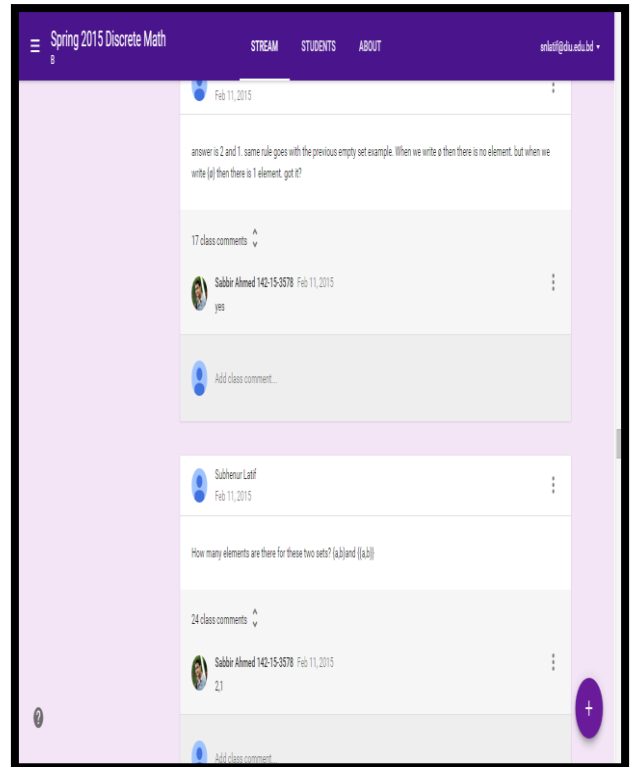 Spring 2015 Discrete Math
B
STREAM STUDENTS ABOUT
snlatif@diu.edu.bd
Feb 11, 2015
answer is 2 and 1. same rule goes with the previous empty set example. When we write ø then there is no element. but when we
write {ø} then there is 1 element. got it?
17 class comments
Sabbir Ahmed 142-15-3578 Feb 11, 2015
yes
Add class comment...
Subhenur Latif
Feb 11, 2015
How many elements are there for these two sets? {a,b}and {{a,b}}
24 class comments
Sabbir Ahmed 142-15-3578 Feb 11, 2015
2,1
Add class comment...